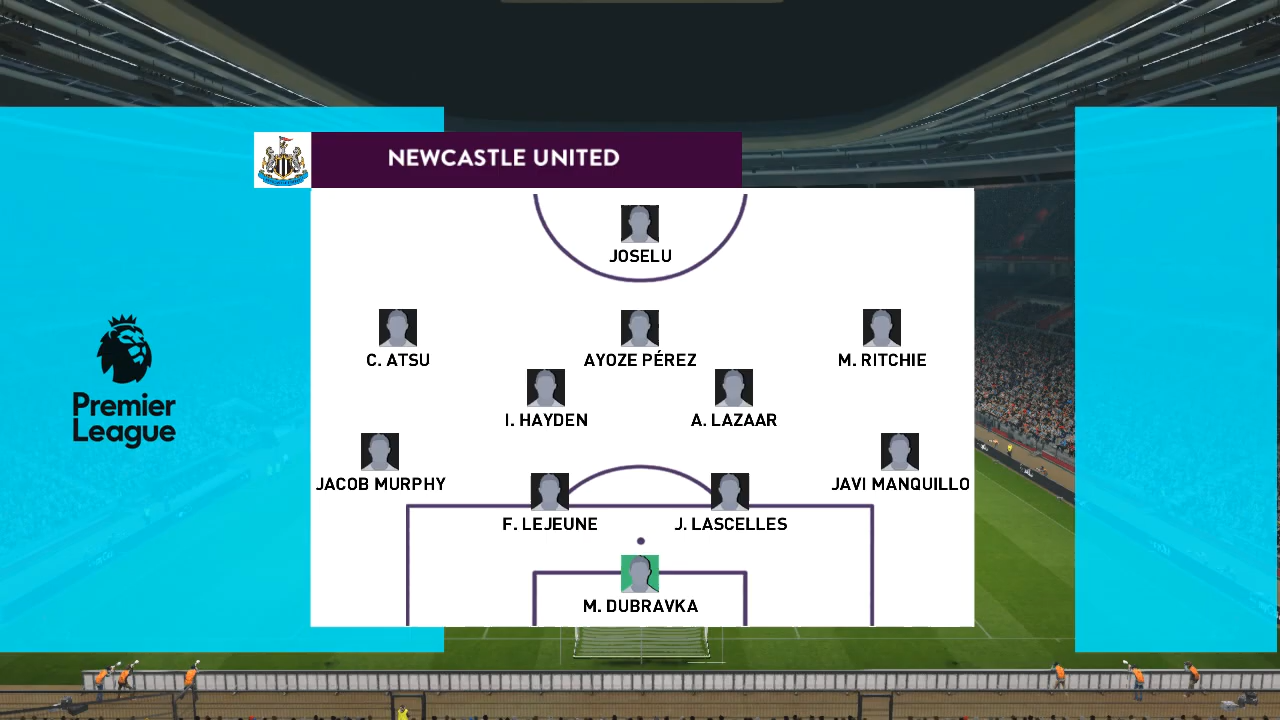 NEWCASTLE UNITED
JOSELU
C. ATSU
AYOZE PÉREZ
M. RITCHIE
I. HAYDEN
A. LAZAAR
JACOB MURPHY
JAVI MANQUILLO
F. LEJEUNE
J. LASCELLES
M. DUBRAVKA
Premier
League